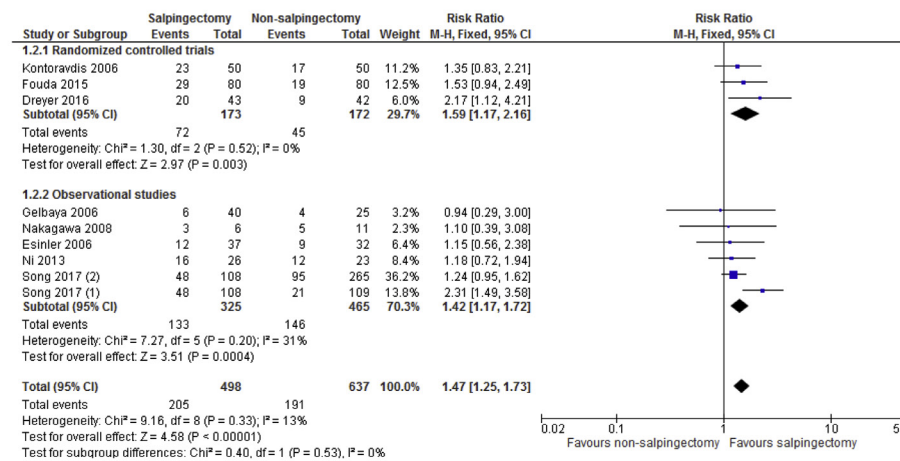 Salpingectomy Non-salpingectomy Risk Ratio Risk Ratio
Study or Subgroup Events Total Events Total Weight M-H, Fixed, 95% CI M-H, Fixed, 95% CI
1.2.1 Randomized controlled trials
Kontoravdis 2006 23 50 17 50 11.2% 1.35 [0.83, 2.21]
Fouda 2015 29 80 19 80 12.5% 1.53 [0.94, 2.49]
Dreyer 2016 20 43 9 42 6.0% 2.17 [1.12, 4.21]
Subtotal (95% CI) 173 172 29.7% 1.59 [1.17, 2.16]
Total events 72 45
Heterogeneity: Chi² = 1.30, df = 2 (P = 0.52); I² = 0%
Test for overall effect: Z = 2.97 (P = 0.003)
1.2.2 Observational studies
Gelbaya 2006 6 40 4 25 3.2% 0.94 [0.29, 3.00]
Nakagawa 2008 3 6 5 11 2.3% 1.10 [0.39, 3.08]
Esinler 2006 12 37 9 32 6.4% 1.15 [0.56, 2.38]
Ni 2013 16 26 12 23 8.4% 1.18 [0.72, 1.94]
Song 2017 (2) 48 108 95 265 36.2% 1.24 [0.95, 1.62]
Song 2017 (1) 48 108 21 109 13.8% 2.31 [1.49, 3.58]
Subtotal (95% CI) 325 465 70.3% 1.42 [1.17, 1.72]
Total events 133 146
Heterogeneity: Chi² = 7.27, df = 5 (P = 0.20); I² = 31%
Test for overall effect: Z = 3.51 (P = 0.0004)
Total (95% CI) 498 637 100.0% 1.47 [1.25, 1.73]
Total events 205 191
Heterogeneity: Chi² = 9.16, df = 8 (P = 0.33); I² = 13%
Test for overall effect: Z = 4.58 (P < 0.00001)
Test for subgroup differences: Chi² = 0.40, df = 1 (P = 0.53), I² = 0%
0.02 0.1 1 10 50
Favours non-salpingectomy Favours salpingectomy